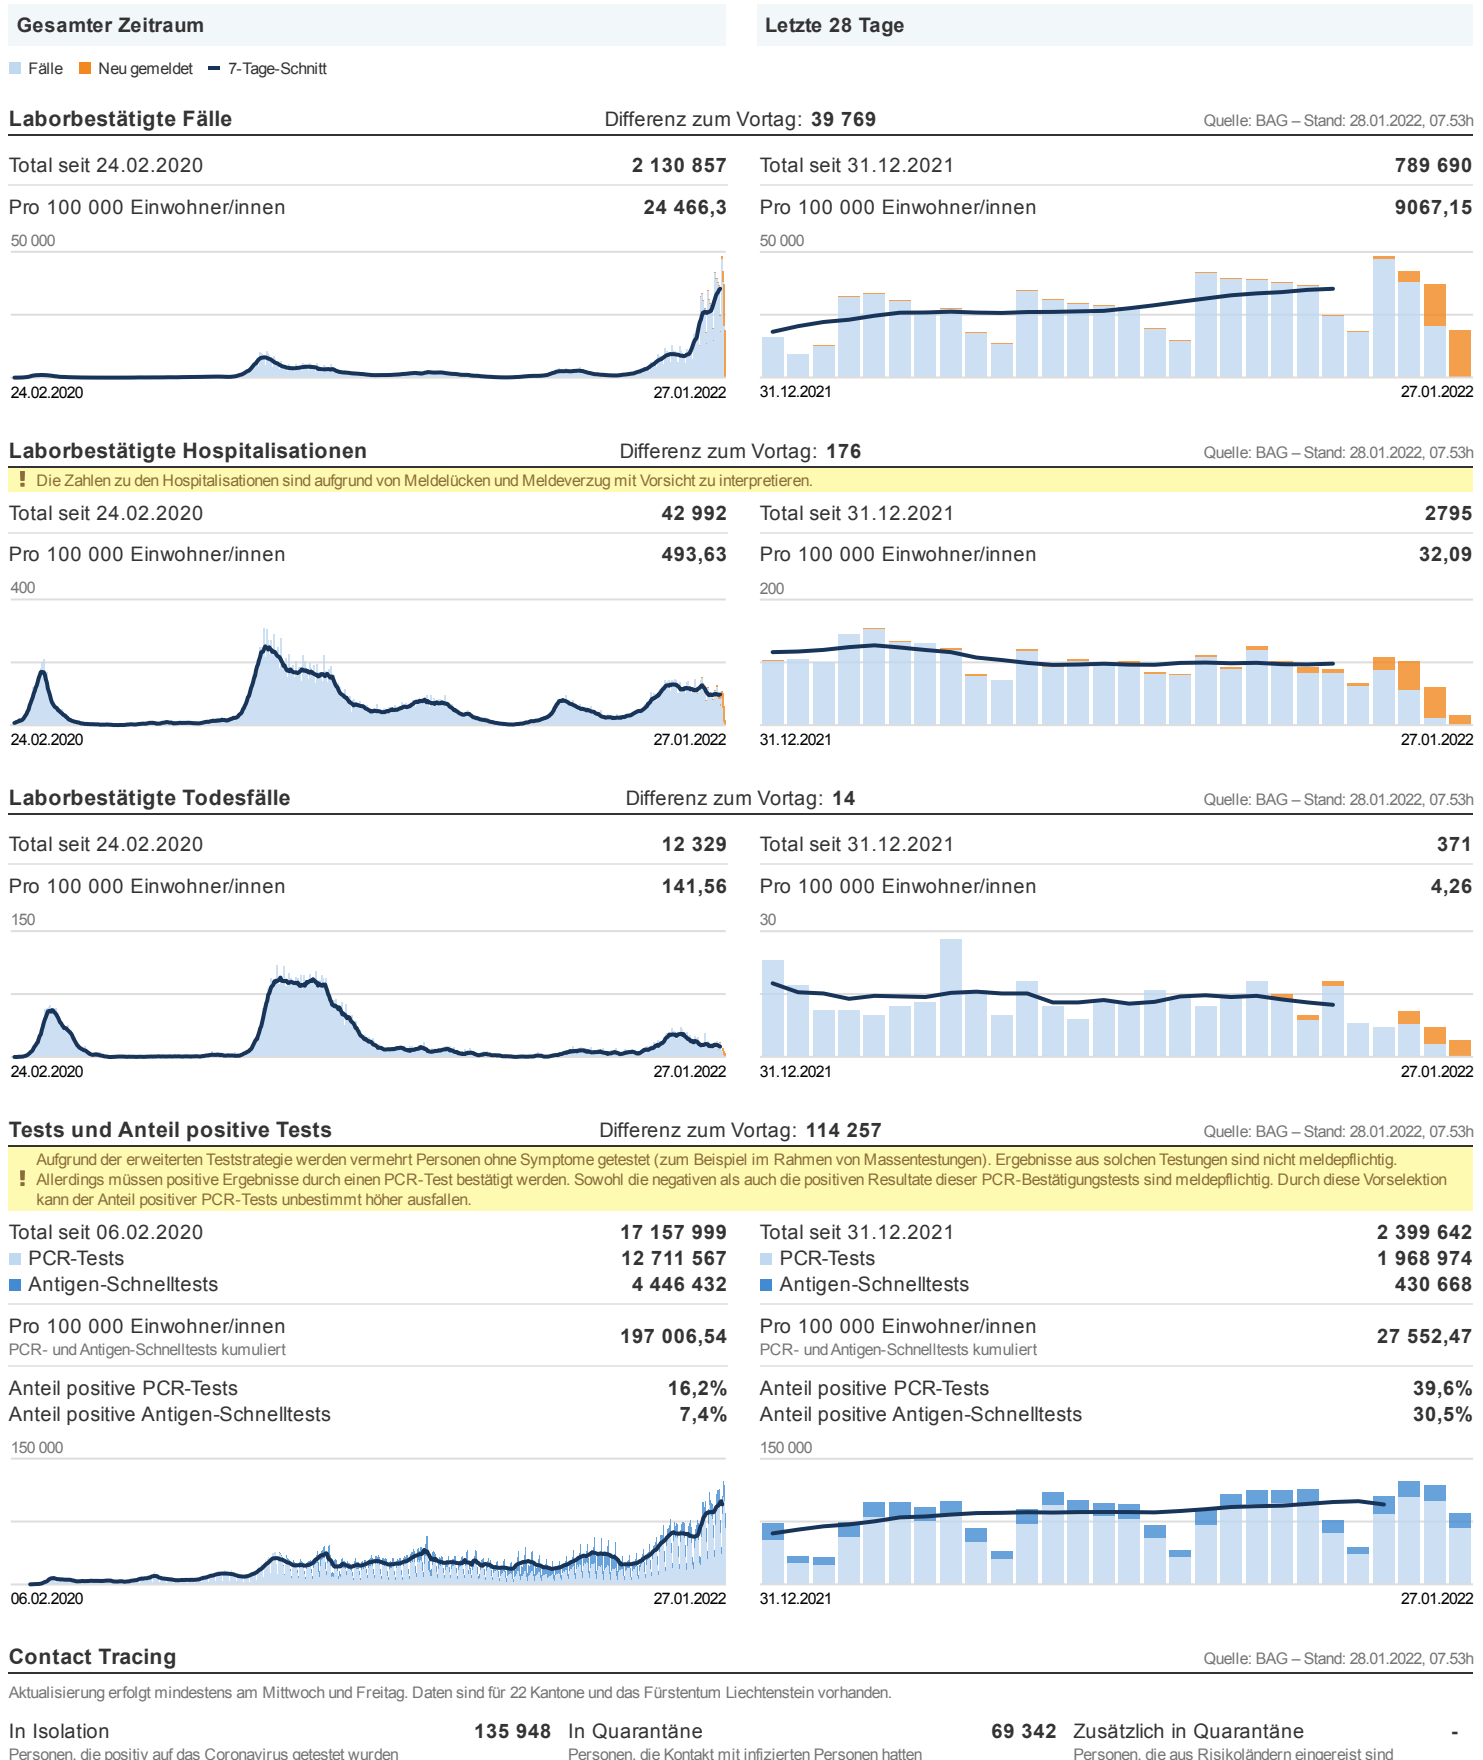 Gesamter Zeitraum
Letzte 28 Tage
Fälle Neu gemeldet 7-Tage-Schnitt
Laborbestätigte Fälle Differenz zum Vortag: 39 769 Quelle: BAG – Stand: 28.01.2022, 07.53h
Total seit 24.02.2020 2 130 857 Total seit 31.12.2021 789 690
Pro 100 000 Einwohner/innen 24 466,3 Pro 100 000 Einwohner/innen 9067,15
50 000 50 000
24.02.2020 27.01.2022 31.12.2021 27.01.2022
Laborbestätigte Hospitalisationen Differenz zum Vortag: 176 Quelle: BAG – Stand: 28.01.2022, 07.53h
! Die Zahlen zu den Hospitalisationen sind aufgrund von Meldelücken und Meldeverzug mit Vorsicht zu interpretieren.
Total seit 24.02.2020 42 992 Total seit 31.12.2021 2795
Pro 100 000 Einwohner/innen 493,63 Pro 100 000 Einwohner/innen 32,09
400 200
24.02.2020 27.01.2022 31.12.2021 27.01.2022
Laborbestätigte Todesfälle Differenz zum Vortag: 14 Quelle: BAG – Stand: 28.01.2022, 07.53h
Total seit 24.02.2020 12 329 Total seit 31.12.2021 371
Pro 100 000 Einwohner/innen 141,56 Pro 100 000 Einwohner/innen 4,26
150 30
24.02.2020 27.01.2022 31.12.2021 27.01.2022
Tests und Anteil positive Tests Differenz zum Vortag: 114 257 Quelle: BAG – Stand: 28.01.2022, 07.53h
Aufgrund der erweiterten Teststrategie werden vermehrt Personen ohne Symptome getestet (zum Beispiel im Rahmen von Massentestungen). Ergebnisse aus solchen Testungen sind nicht meldepflichtig.
! Allerdings müssen positive Ergebnisse durch einen PCR-Test bestätigt werden. Sowohl die negativen als auch die positiven Resultate dieser PCR-Bestätigungstests sind meldepflichtig. Durch diese Vorselektion
kann der Anteil positiver PCR-Tests unbestimmt höher ausfallen.
Total seit 06.02.2020 17 157 999 Total seit 31.12.2021 2 399 642
PCR-Tests 12 711 567 PCR-Tests 1 968 974
Antigen-Schnelltests 4 446 432 Antigen-Schnelltests 430 668
Pro 100 000 Einwohner/innen 197 006,54 Pro 100 000 Einwohner/innen 27 552,47
PCR- und Antigen-Schnelltests kumuliert PCR- und Antigen-Schnelltests kumuliert
Anteil positive PCR-Tests 16,2% Anteil positive PCR-Tests 39,6%
Anteil positive Antigen-Schnelltests 7,4% Anteil positive Antigen-Schnelltests 30,5%
150 000 150 000
06.02.2020 27.01.2022 31.12.2021 27.01.2022
Contact Tracing Quelle: BAG – Stand: 28.01.2022, 07.53h
Aktualisierung erfolgt mindestens am Mittwoch und Freitag. Daten sind für 22 Kantone und das Fürstentum Liechtenstein vorhanden.
In Isolation 135 948 In Quarantäne 69 342 Zusätzlich in Quarantäne -
Personen, die positiv auf das Coronavirus getestet wurden Personen, die Kontakt mit infizierten Personen hatten Personen, die aus Risikoländern eingereist sind